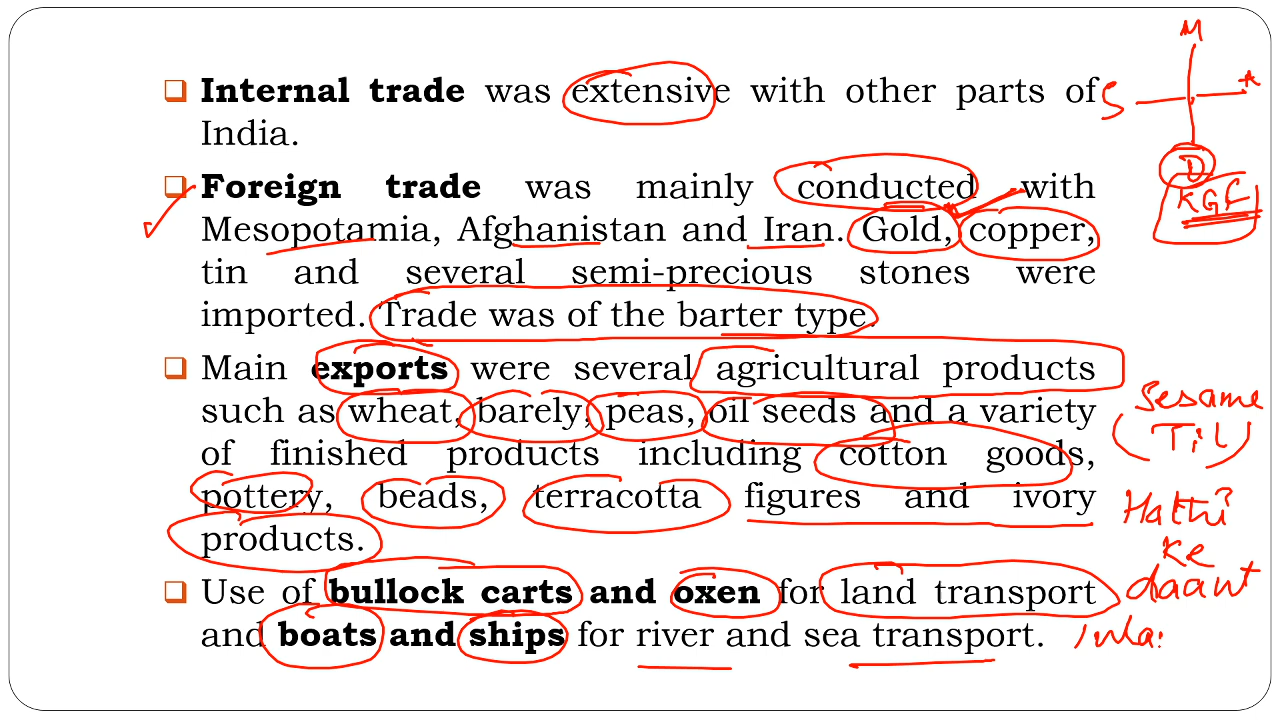 Internal trade was extensive with other parts of
India.
Foreign trade was mainly conducted with
Mesopotamia, Afghanistan and Iran. Gold, copper,
tin and several semi-precious stones were
imported. Trade was of the barter type.
Main exports were several agricultural products
such as wheat, barely, peas, oil seeds and a variety
of finished products including cotton goods,
pottery, beads, terracotta figures and ivory
products.
Use of bullock carts and oxen for land transport
and boats and ships for river and sea transport.
M
S A
D
KGF
Sesame
(Til)
Hathi
ke
daant